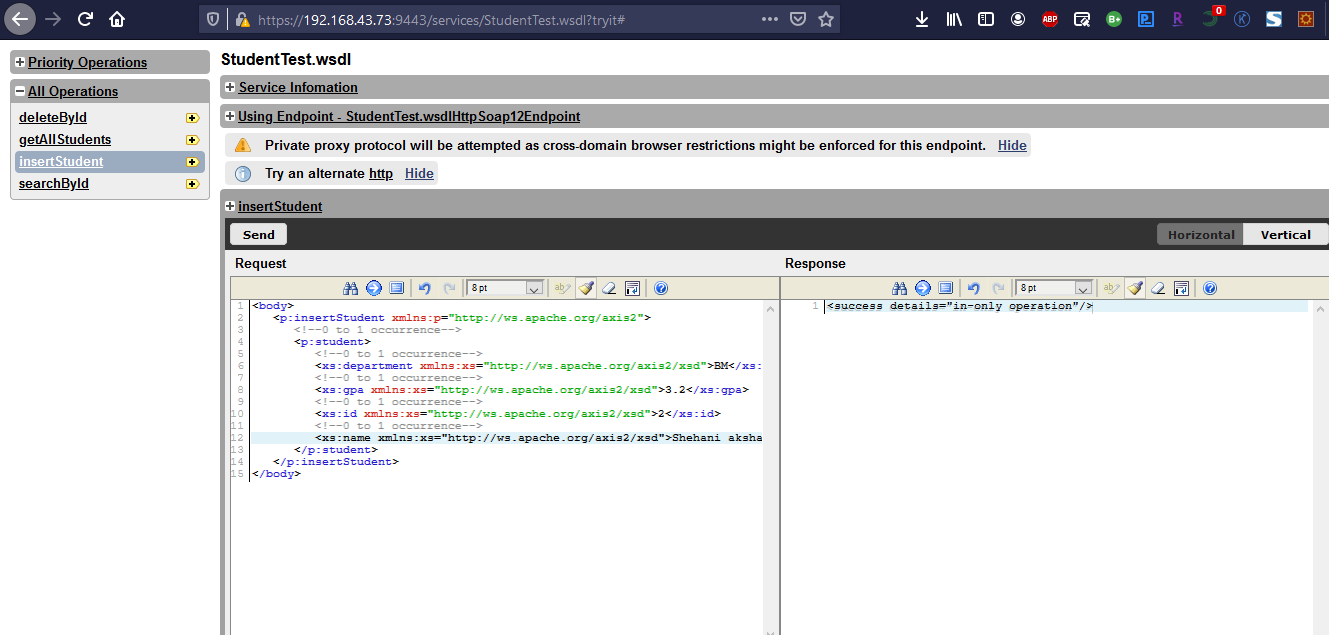 https://192.168.43.73:9443/services/StudentTest.wsdl?tryit#
ABP
B+
P
R
0
K
S
Priority Operations
All Operations
deleteById
getAllStudents
insertStudent
searchById
StudentTest.wsdl
Service Infomation
Using Endpoint - StudentTest.wsdlHttpSoap12Endpoint
Private proxy protocol will be attempted as cross-domain browser restrictions might be enforced for this endpoint. Hide
Try an alternate http Hide
insertStudent
Send
Horizontal Vertical
Request
8 pt
1 <body>
2 <p:insertStudent xmlns:p="http://ws.apache.org/axis2">
3 <!--0 to 1 occurrence-->
4 <p:student>
5 <!--0 to 1 occurrence-->
6 <xs:department xmlns:xs="http://ws.apache.org/axis2/xsd">BM</xs:
7 <!--0 to 1 occurrence-->
8 <xs:gpa xmlns:xs="http://ws.apache.org/axis2/xsd">3.2</xs:gpa>
9 <!--0 to 1 occurrence-->
10 <xs:id xmlns:xs="http://ws.apache.org/axis2/xsd">2</xs:id>
11 <!--0 to 1 occurrence-->
12 <xs:name xmlns:xs="http://ws.apache.org/axis2/xsd">Shehani aksha
13 </p:student>
14 </p:insertStudent>
15 </body>
Response
8 pt
1 <success details="in-only operation"/>